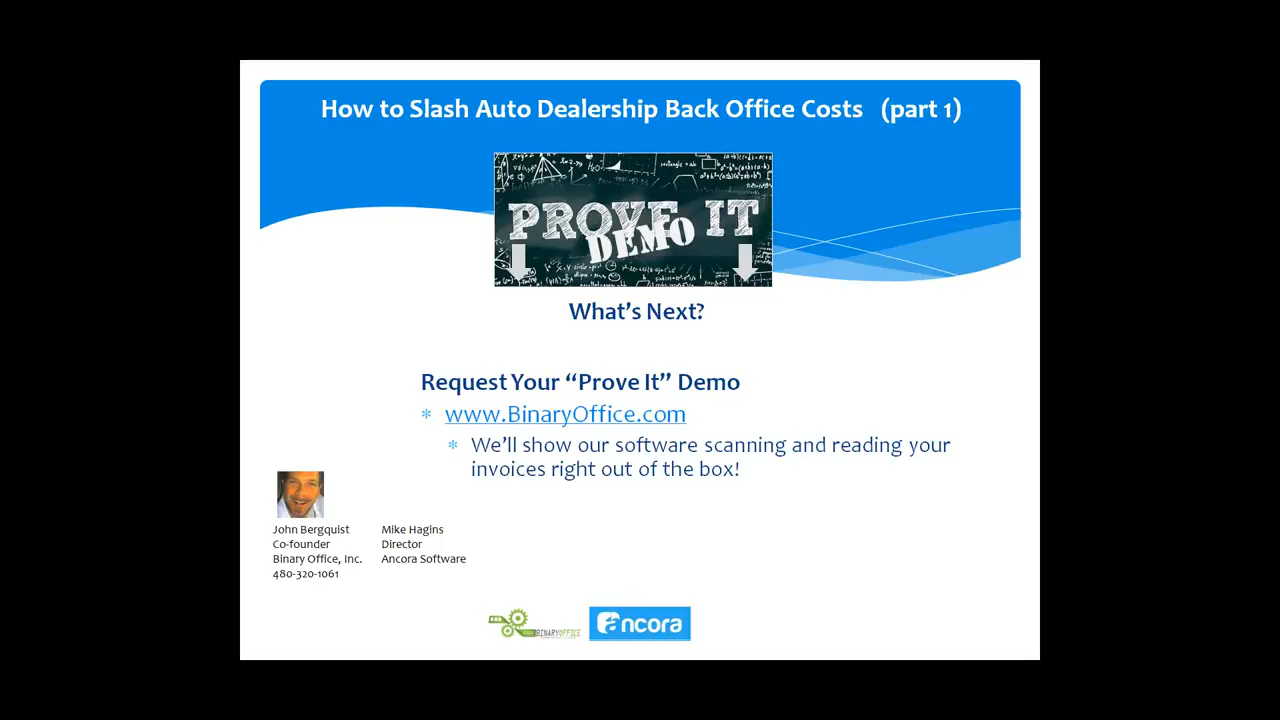 How to Slash Auto Dealership Back Office Costs (part 1)
PROVE IT
DEMO
What's Next?
Request Your “Prove It” Demo
* www.BinaryOffice.com
* We'll show our software scanning and reading your
invoices right out of the box!
John Bergquist
Co-founder
Binary Office, Inc.
480-320-1061
Mike Hagins
Director
Ancora Software
BINARYOFFICE
ancora